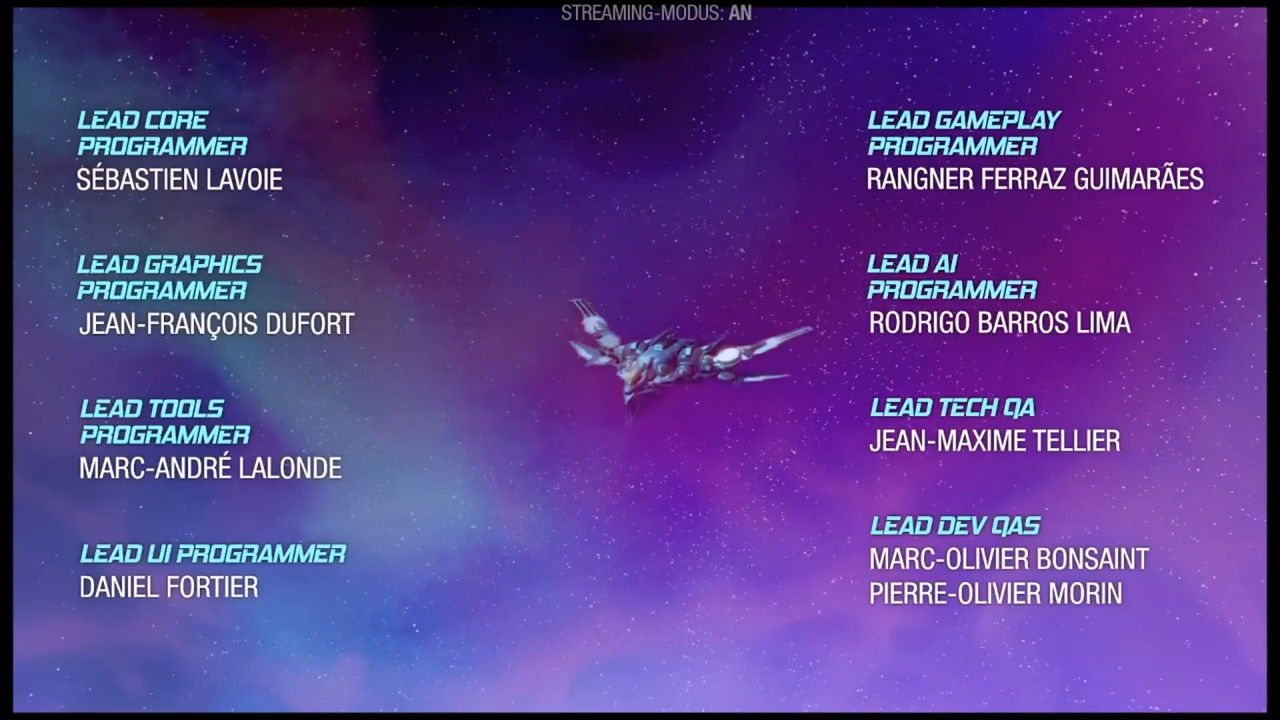 STREAMING-MODUS: AN
LEAD CORE
PROGRAMMER
SÉBASTIEN LAVOIE
LEAD GRAPHICS
PROGRAMMER
JEAN-FRANÇOIS DUFORT
LEAD TOOLS
PROGRAMMER
MARC-ANDRÉ LALONDE
LEAD UI PROGRAMMER
DANIEL FORTIER
LEAD GAMEPLAY
PROGRAMMER
RANGNER FERRAZ GUIMARÃES
LEAD AI
PROGRAMMER
RODRIGO BARROS LIMA
LEAD TECH QA
JEAN-MAXIME TELLIER
LEAD DEV QAS
MARC-OLIVIER BONSAINT
PIERRE-OLIVIER MORIN